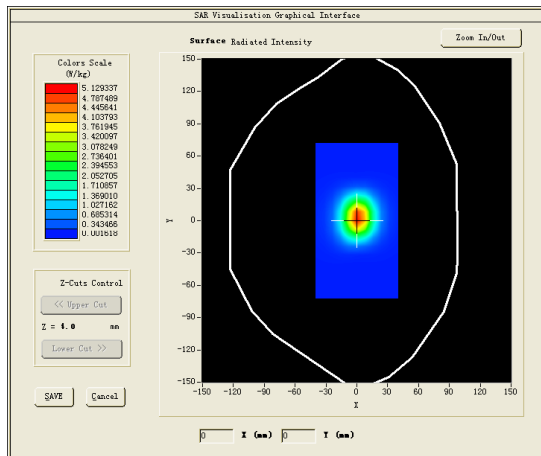 SAR Visualisation Graphical Interface
Surface Radiated Intensity
Zoom In/Out
Colors Scale
(W/kg)
5.129337
4.787489
4.445641
4.103793
3.761945
3.420097
3.078249
2.736401
2.394553
2.052705
1.710857
1.369010
1.027162
0.685314
0.343466
0.001618
Z-Cuts Control
<< Upper Cut
Z = 4.0 mm
Lower Cut >>
SAVE Cancel
150
120
90
60
30
0
-30
-60
-90
-120
-150
Y
-150 -120 -90 -60 -30 0 30 60 90 120 150
X
0 X (mm) 0 Y (mm)